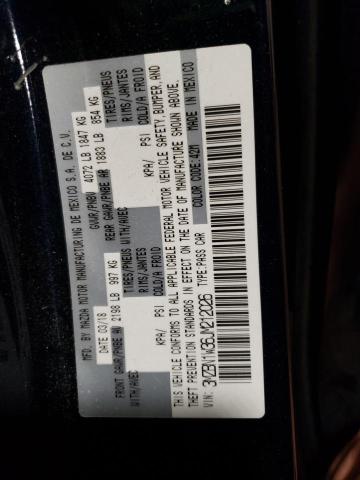 MFD. BY MAZDA MOTOR MANUFACTURING DE MEXICO S.A. DE C.V.
DATE 03/18 GVWR/PNBV 4072 LB 1847 KG
FRONT GAWR/PNBE AV 2198 LB 997 KG REAR GAWR/PNBE AR 1883 LB 854 KG
WITH/AVEC TIRES/PNEUS WITH/AVEC TIRES/PNEUS
RIMS/JANTES RIMS/JANTES
KPA/ PSI COLD/A FROID KPA/ PSI COLD/A FROID
THIS VEHICLE CONFORMS TO ALL APPLICABLE FEDERAL MOTOR VEHICLE SAFETY, BUMPER, AND
THEFT PREVENTION STANDARDS IN EFFECT ON THE DATE OF MANUFACTURE SHOWN ABOVE.
VIN: 3MZBN1W36JM212026 COLOR CODE:42M MADE IN MEXICO
TYPE:PASS CAR